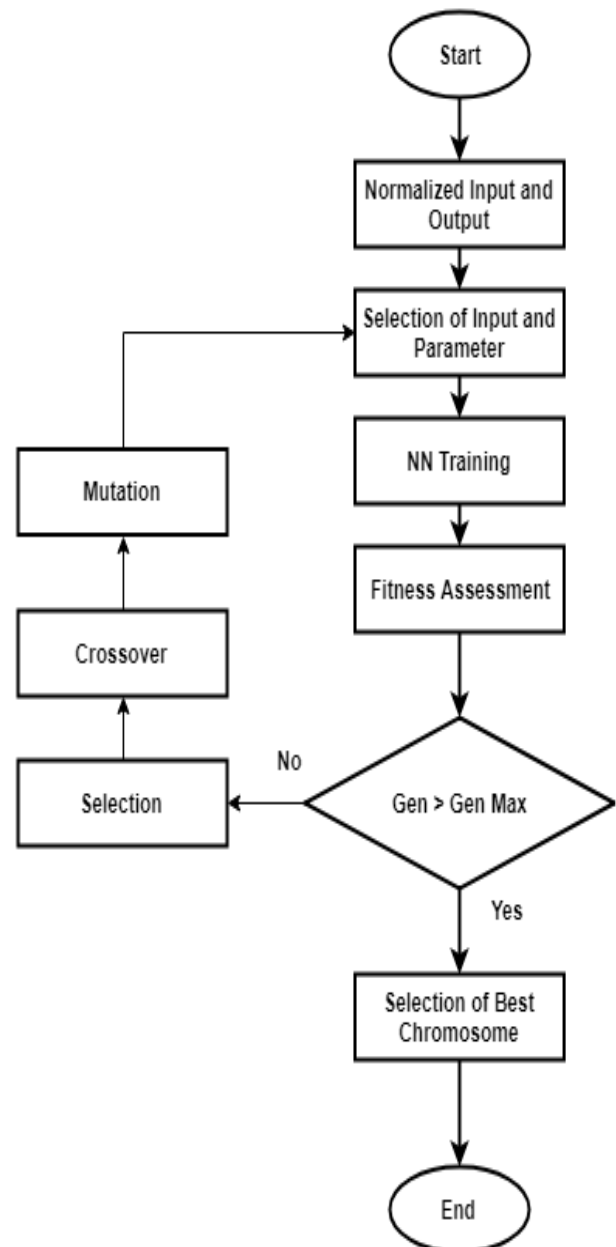 Start
Normalized Input and
Output
Selection of Input and
Parameter
NN Training
Fitness Assessment
Gen > Gen Max
No
Selection
Crossover
Mutation
Yes
Selection of Best
Chromosome
End